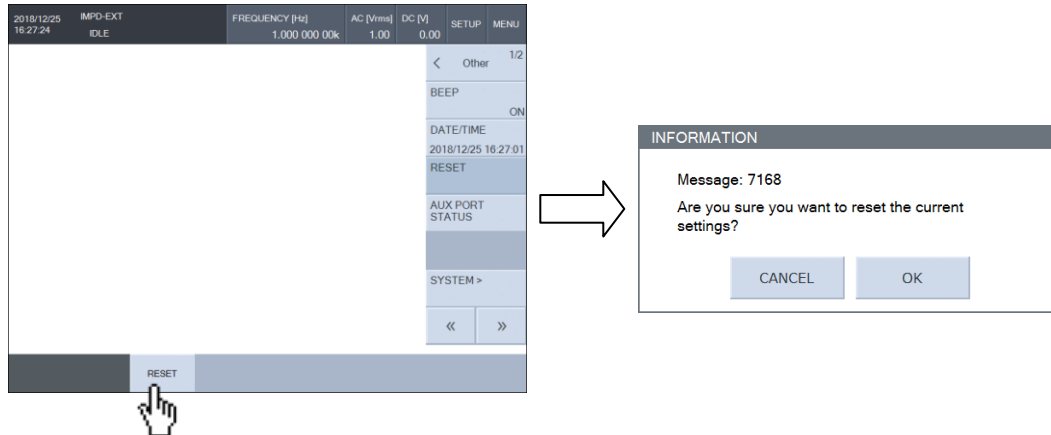 2018/12/25 IMPD-EXT FREQUENCY [Hz] AC [Vrms] DC [V] SETUP MENU
16:27:24 IDLE 1.000 000 00k 1.00 0.00
< Other 1/2
BEEP
ON
DATE/TIME
2018/12/25 16:27:01
RESET
AUX PORT
STATUS
SYSTEM >
« »
RESET
INFORMATION
Message: 7168
Are you sure you want to reset the current
settings?
CANCEL OK